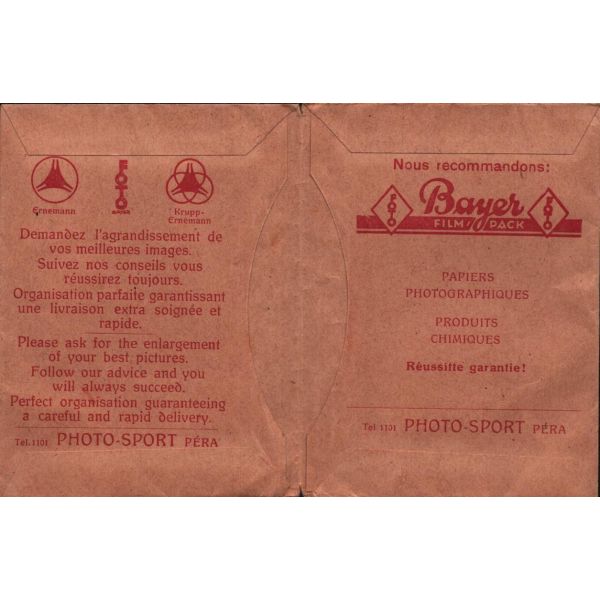 Ernemann
FOTO
BAYER
Krupp-
Ernemann
Demandez l'agrandissement de
vos meilleures images.
Suivez nos conseils vous
réussirez toujours.
Organisation parfaite garantissant
une livraison extra soignée et
rapide.
Please ask for the enlargement
of your best pictures.
Follow our advice and you
will always succeed.
Perfect organisation guaranteeing
a careful and rapid delivery.
Tel. 1101 PHOTO-SPORT PÉRA
Nous recommandons:
FOTO
Bayer
FILM PACK
FOTO
PAPIERS
PHOTOGRAPHIQUES
PRODUITS
CHIMIQUES
Réussitte garantie!
Tel 1101 PHOTO-SPORT PÉRA